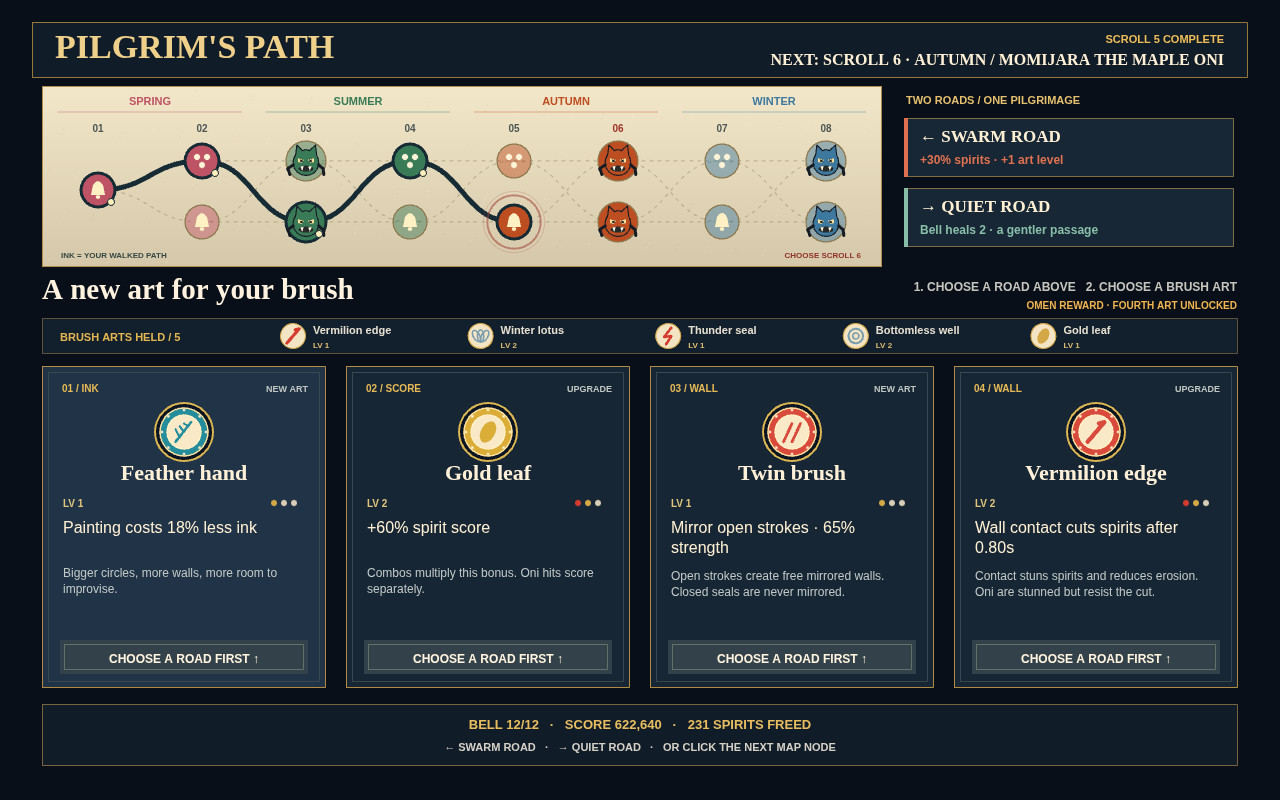 PILGRIM'S PATH
SCROLL 5 COMPLETE
NEXT: SCROLL 6 · AUTUMN / MOMIJARA THE MAPLE ONI
SPRING
SUMMER
AUTUMN
WINTER
01
02
03
04
05
06
07
08
INK = YOUR WALKED PATH
CHOOSE SCROLL 6
TWO ROADS / ONE PILGRIMAGE
← SWARM ROAD
+30% spirits · +1 art level
→ QUIET ROAD
Bell heals 2 · a gentler passage
A new art for your brush
1. CHOOSE A ROAD ABOVE 2. CHOOSE A BRUSH ART
OMEN REWARD · FOURTH ART UNLOCKED
BRUSH ARTS HELD / 5
Vermilion edge
LV 1
Winter lotus
LV 2
Thunder seal
LV 1
Bottomless well
LV 2
Gold leaf
LV 1
01 / INK
NEW ART
Feather hand
LV 1
Painting costs 18% less ink
Bigger circles, more walls, more room to
improvise.
CHOOSE A ROAD FIRST ↑
02 / SCORE
UPGRADE
Gold leaf
LV 2
+60% spirit score
Combos multiply this bonus. Oni hits score
separately.
CHOOSE A ROAD FIRST ↑
03 / WALL
NEW ART
Twin brush
LV 1
Mirror open strokes · 65%
strength
Open strokes create free mirrored walls.
Closed seals are never mirrored.
CHOOSE A ROAD FIRST ↑
04 / WALL
UPGRADE
Vermilion edge
LV 2
Wall contact cuts spirits after
0.80s
Contact stuns spirits and reduces erosion.
Oni are stunned but resist the cut.
CHOOSE A ROAD FIRST ↑
BELL 12/12 · SCORE 622,640 · 231 SPIRITS FREED
← SWARM ROAD · → QUIET ROAD · OR CLICK THE NEXT MAP NODE